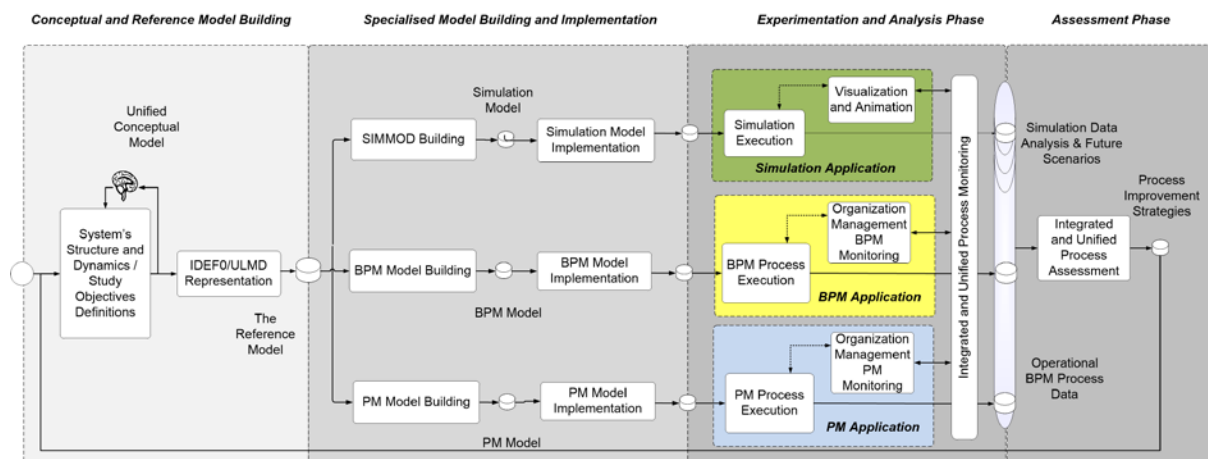 Conceptual and Reference Model Building
Specialised Model Building and Implementation
Experimentation and Analysis Phase
Assessment Phase
Unified
Conceptual
Model
System's
Structure and
Dynamics /
Study
Objectives
Definitions
IDEF0/ULMD
Representation
The
Reference
Model
Simulation
Model
SIMMOD Building
Simulation Model
Implementation
BPM Model Building
BPM Model
Implementation
BPM Model
PM Model Building
PM Model
Implementation
PM Model
Visualization
and Animation
Simulation
Execution
Simulation Application
Organization
Management
BPM
Monitoring
BPM Process
Execution
BPM Application
Organization
Management
PM
Monitoring
PM Process
Execution
PM Application
Integrated and Unified Process Monitoring
Simulation Data
Analysis & Future
Scenarios
Process
Improvement
Strategies
Integrated
and Unified
Process
Assessment
Operational
BPM Process
Data